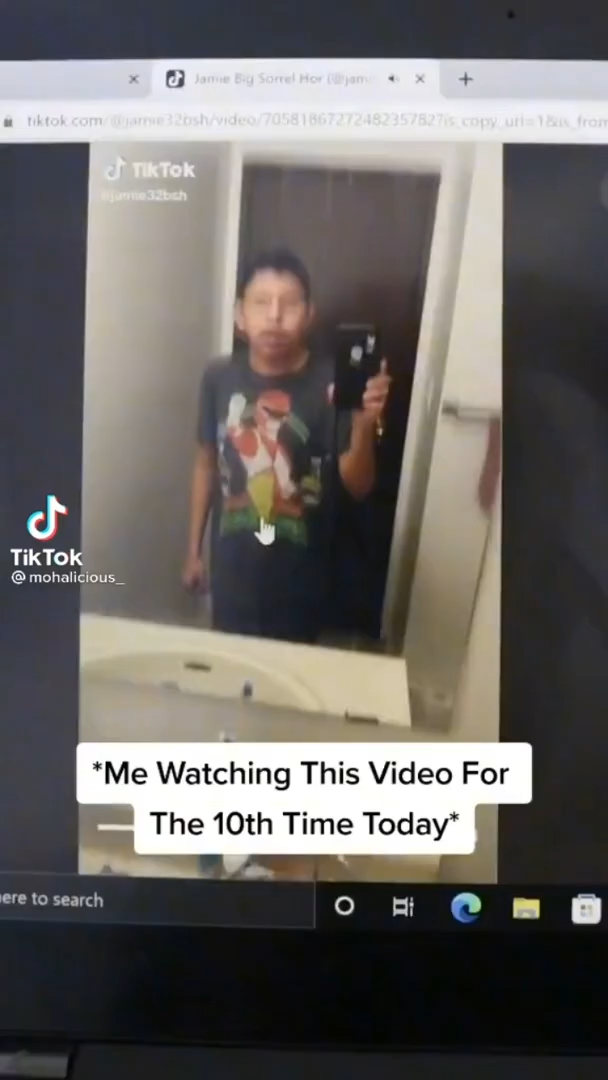 Jamie Big Sorrel Hor (@jam
tiktok.com/@jamie32bsh/video/7058186727248235782?is_copy_url=1&is_from
TikTok
@jamie32bsh
TikTok
@mohalicious_
*Me Watching This Video For
The 10th Time Today*
ere to search